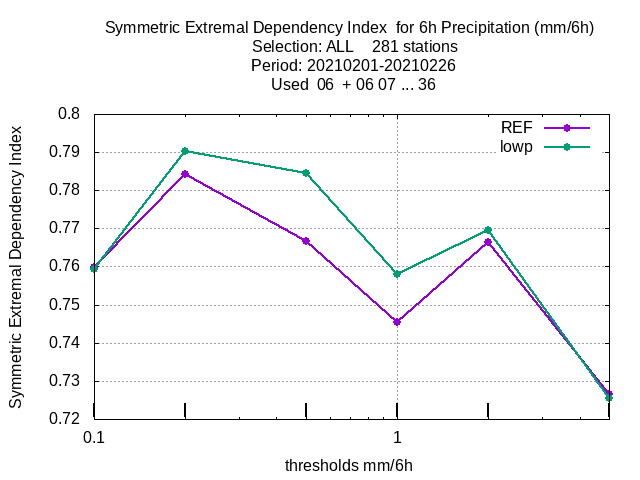 Symmetric Extremal Dependency Index  for 6h Precipitation (mm/6h)
Selection: ALL    281 stations
Period: 20210201-20210226
Used  06  + 06 07 ... 36
REF
lowp
Symmetric Extremal Dependency Index
0.8
0.79
0.78
0.77
0.76
0.75
0.74
0.73
0.72
0.1
1
thresholds mm/6h